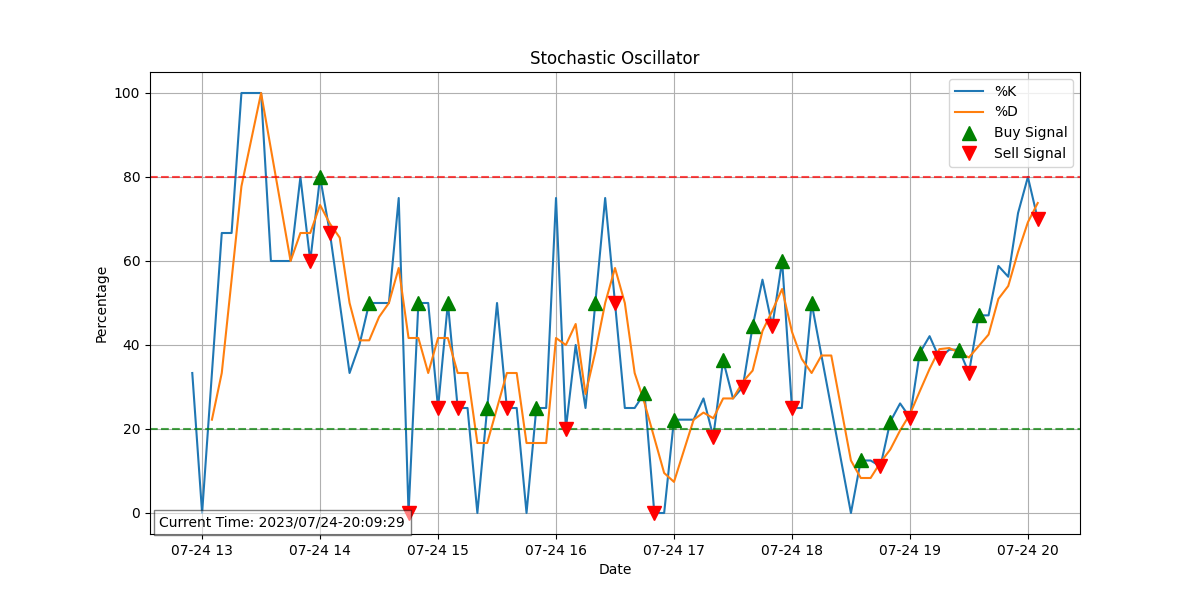 Stochastic Oscillator
%K
%D
Buy Signal
Sell Signal
100
80
60
40
20
0
Percentage
Current Time: 2023/07/24-20:09:29
07-24 13
07-24 14
07-24 15
07-24 16
07-24 17
07-24 18
07-24 19
07-24 20
Date